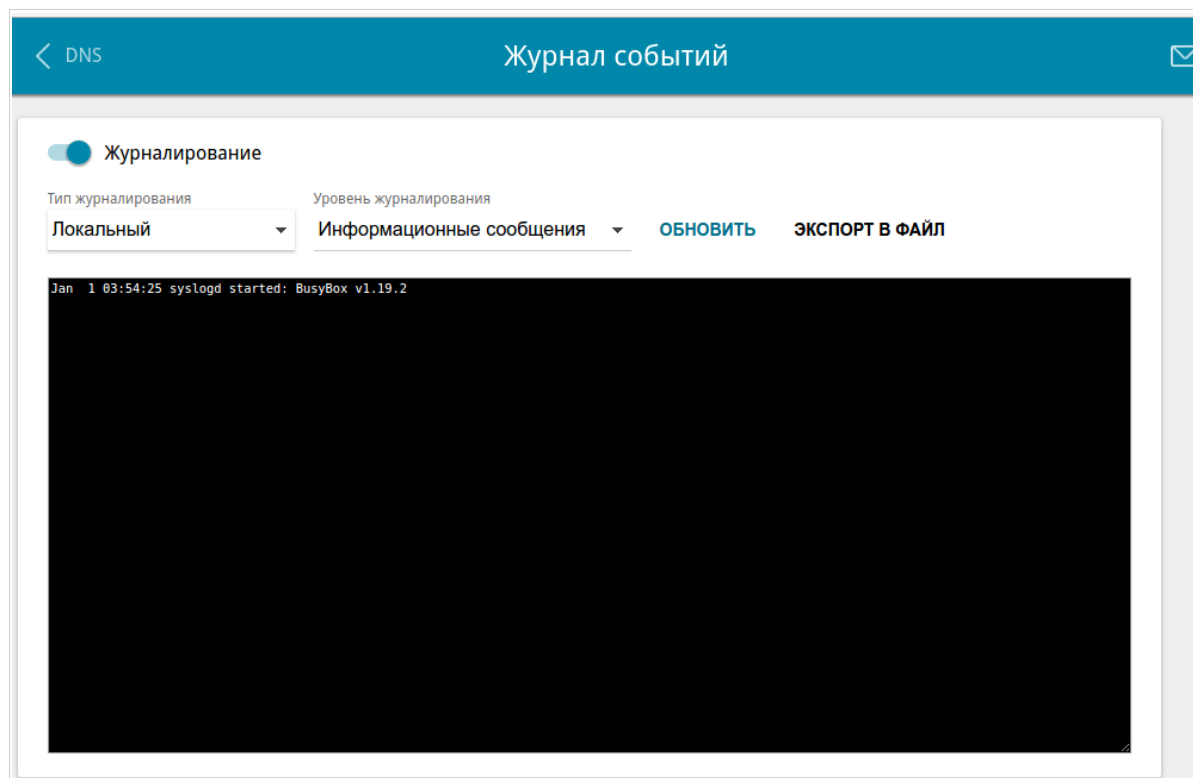 DNS Журнал событий
Журналирование
Тип журналирования Уровень журналирования
Локальный Информационные сообщения ОБНОВИТЬ ЭКСПОРТ В ФАЙЛ
Jan  1 03:54:25 syslogd started: BusyBox v1.19.2